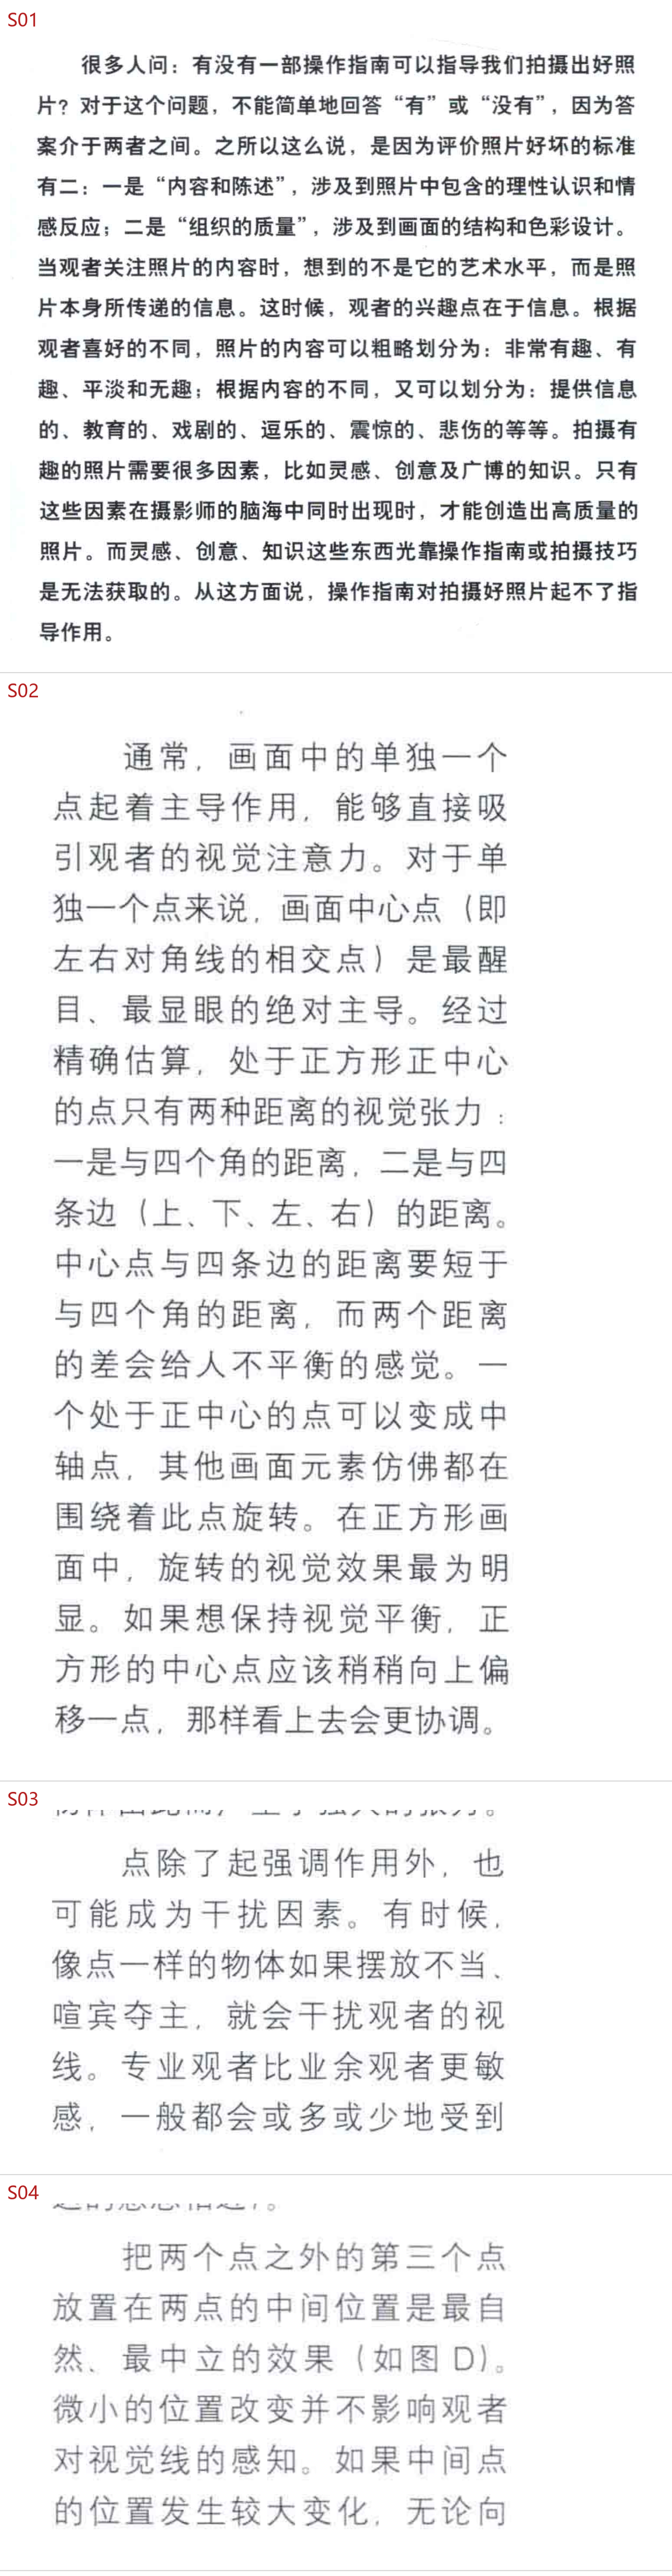 S01
很多人问：有没有一部操作指南可以指导我们拍摄出好照
片？对于这个问题，不能简单地回答“有”或“没有”，因为答
案介于两者之间。之所以这么说，是因为评价照片好坏的标准
有二：一是“内容和陈述”，涉及到照片中包含的理性认识和情
感反应；二是“组织的质量”，涉及到画面的结构和色彩设计。
当观者关注照片的内容时，想到的不是它的艺术水平，而是照
片本身所传递的信息。这时候，观者的兴趣点在于信息。根据
观者喜好的不同，照片的内容可以粗略划分为：非常有趣、有
趣、平淡和无趣；根据内容的不同，又可以划分为：提供信息
的、教育的、戏剧的、逗乐的、震惊的、悲伤的等等。拍摄有
趣的照片需要很多因素，比如灵感、创意及广博的知识。只有
这些因素在摄影师的脑海中同时出现时，才能创造出高质量的
照片。而灵感、创意、知识这些东西光靠操作指南或拍摄技巧
是无法获取的。从这方面说，操作指南对拍摄好照片起不了指
导作用。
S02
通常，画面中的单独一个
点起着主导作用，能够直接吸
引观者的视觉注意力。对于单
独一个点来说，画面中心点（即
左右对角线的相交点）是最醒
目、最显眼的绝对主导。经过
精确估算，处于正方形正中心
的点只有两种距离的视觉张力：
一是与四个角的距离，二是与四
条边（上、下、左、右）的距离。
中心点与四条边的距离要短于
与四个角的距离，而两个距离
的差会给人不平衡的感觉。一
个处于正中心的点可以变成中
轴点，其他画面元素仿佛都在
围绕着此点旋转。在正方形画
面中，旋转的视觉效果最为明
显。如果想保持视觉平衡，正
方形的中心点应该稍稍向上偏
移一点，那样看上去会更协调。
S03
点除了起强调作用外，也
可能成为干扰因素。有时候，
像点一样的物体如果摆放不当、
喧宾夺主，就会干扰观者的视
线。专业观者比业余观者更敏
感，一般都会或多或少地受到
S04
把两个点之外的第三个点
放置在两点的中间位置是最自
然、最中立的效果（如图 D）。
微小的位置改变并不影响观者
对视觉线的感知。如果中间点
的位置发生较大变化，无论向